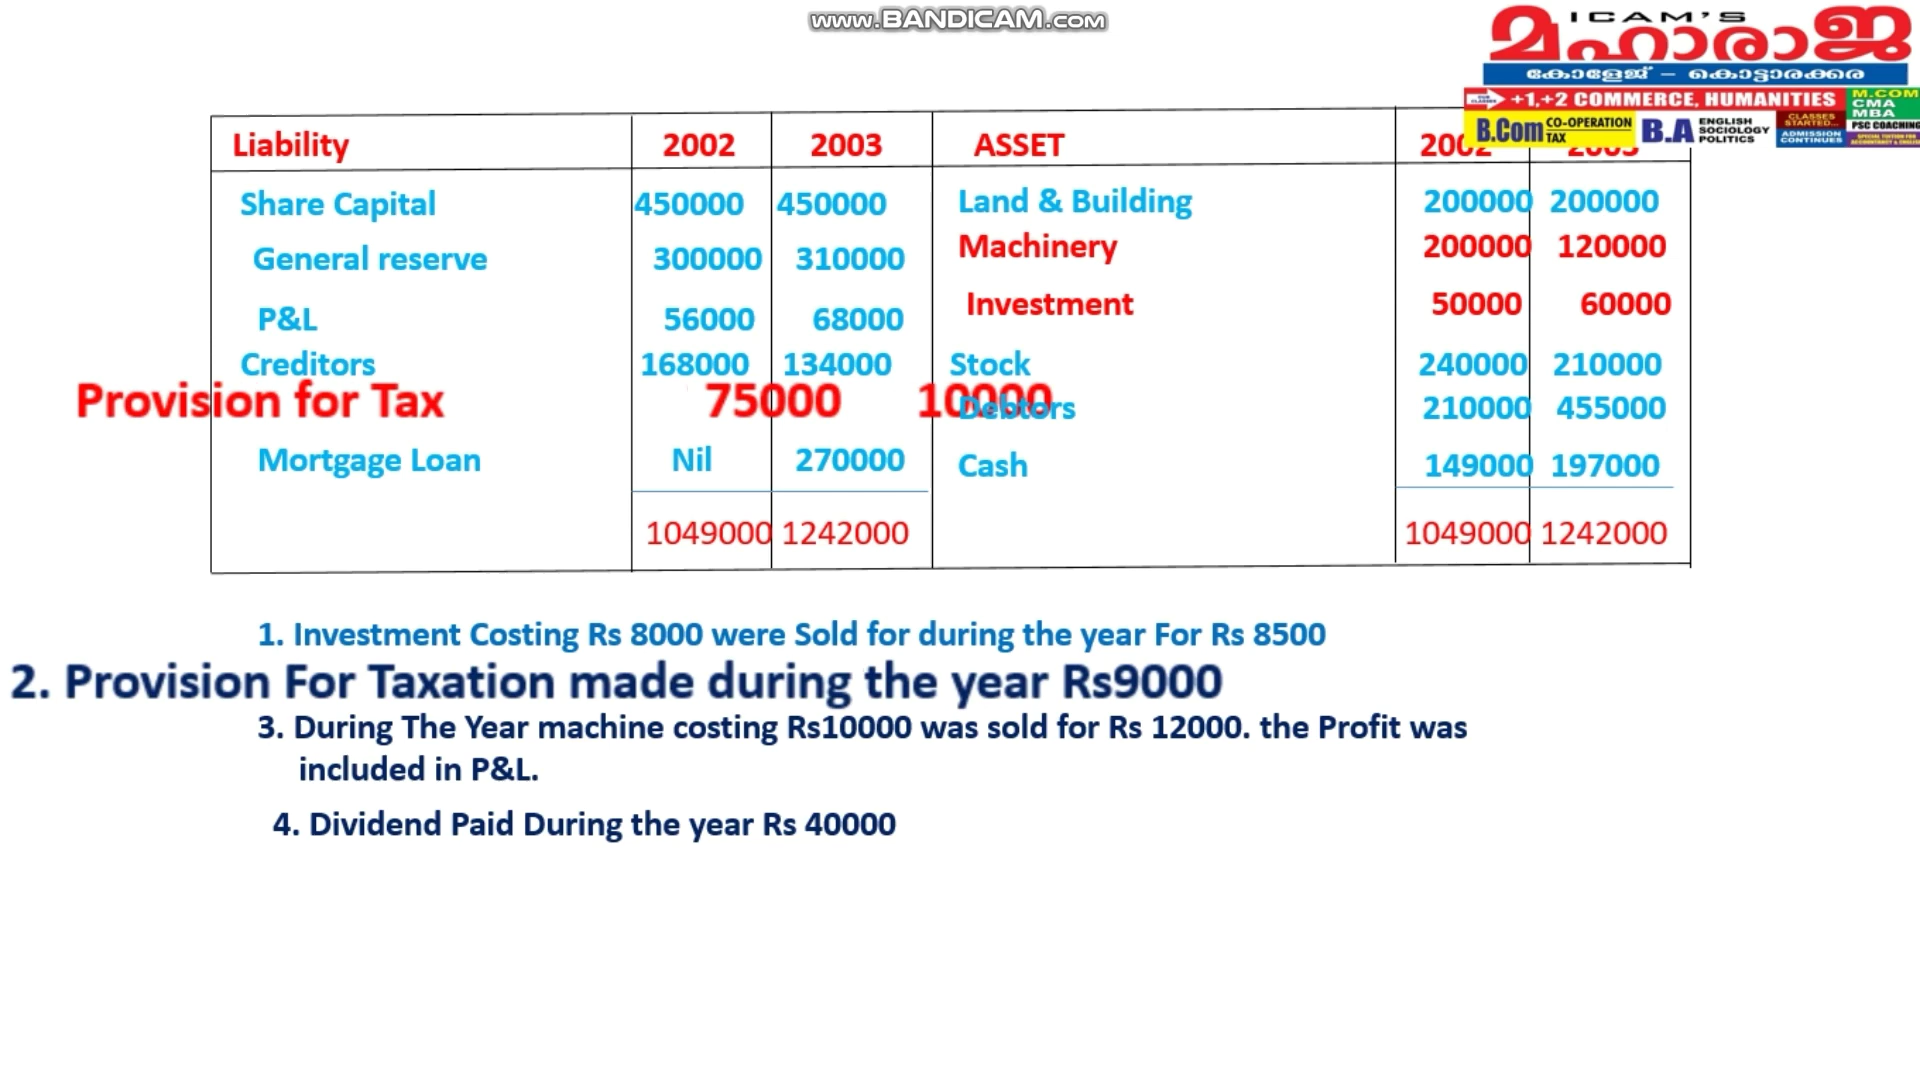 www.BANDICAM.com
ICAM'S
മഹാരാജ
കോളേജ് – കൊട്ടാരക്കര
+1,+2 COMMERCE, HUMANITIES
M.COM
CMA
MBA
B.Com CO-OPERATION TAX
B.A ENGLISH SOCIOLOGY POLITICS
CLASSES STARTED...
ADMISSION CONTINUES
PSC COACHING
Liability 2002 2003 ASSET 2002 2003
Share Capital 450000 450000 Land & Building 200000 200000
General reserve 300000 310000 Machinery 200000 120000
P&L 56000 68000 Investment 50000 60000
Creditors 168000 134000 Stock 240000 210000
Provision for Tax 75000 10000 Debtors 210000 455000
Mortgage Loan Nil 270000 Cash 149000 197000
1049000 1242000 1049000 1242000
1. Investment Costing Rs 8000 were Sold for during the year For Rs 8500
2. Provision For Taxation made during the year Rs9000
3. During The Year machine costing Rs10000 was sold for Rs 12000. the Profit was
included in P&L.
4. Dividend Paid During the year Rs 40000